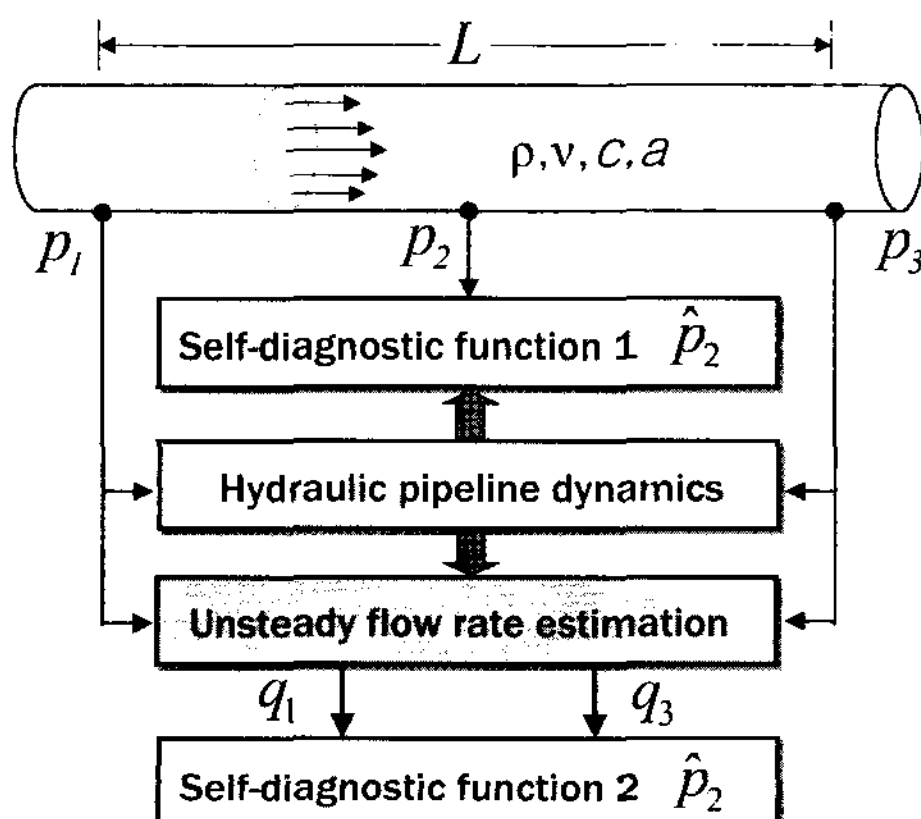 L
ρ,ν,c,a
p₁ p₂ p₃
Self-diagnostic function 1 p̂₂
Hydraulic pipeline dynamics
Unsteady flow rate estimation
q₁ q₃
Self-diagnostic function 2 p̂₂